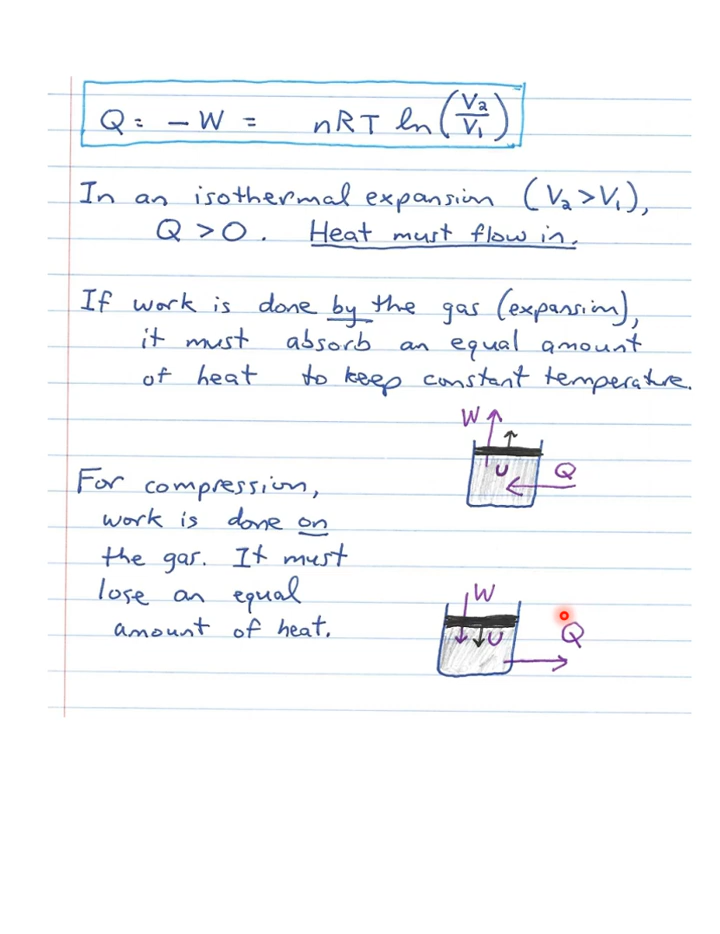 Q = -W = nRT ln(V₂/V₁)
In an isothermal expansion (V₂>V₁),
Q >0. Heat must flow in.
If work is done by the gas (expansion),
it must absorb an equal amount
of heat to keep constant temperature.
W
U Q
For compression,
work is done on
the gas. It must
lose an equal
amount of heat.
W
U Q